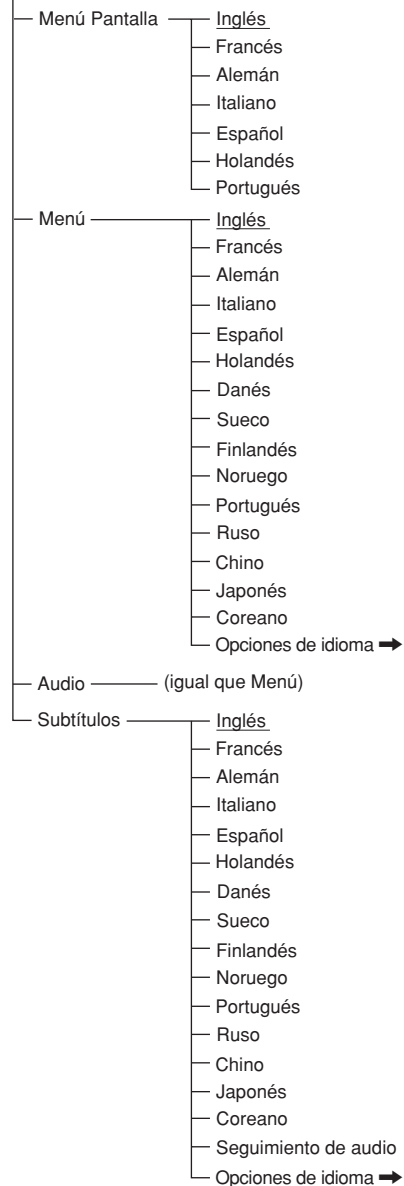 Menú Pantalla Inglés
Francés
Alemán
Italiano
Español
Holandés
Portugués
Menú Inglés
Francés
Alemán
Italiano
Español
Holandés
Danés
Sueco
Finlandés
Noruego
Portugués
Ruso
Chino
Japonés
Coreano
Opciones de idioma ➡
Audio (igual que Menú)
Subtítulos Inglés
Francés
Alemán
Italiano
Español
Holandés
Danés
Sueco
Finlandés
Noruego
Portugués
Ruso
Chino
Japonés
Coreano
Seguimiento de audio
Opciones de idioma ➡